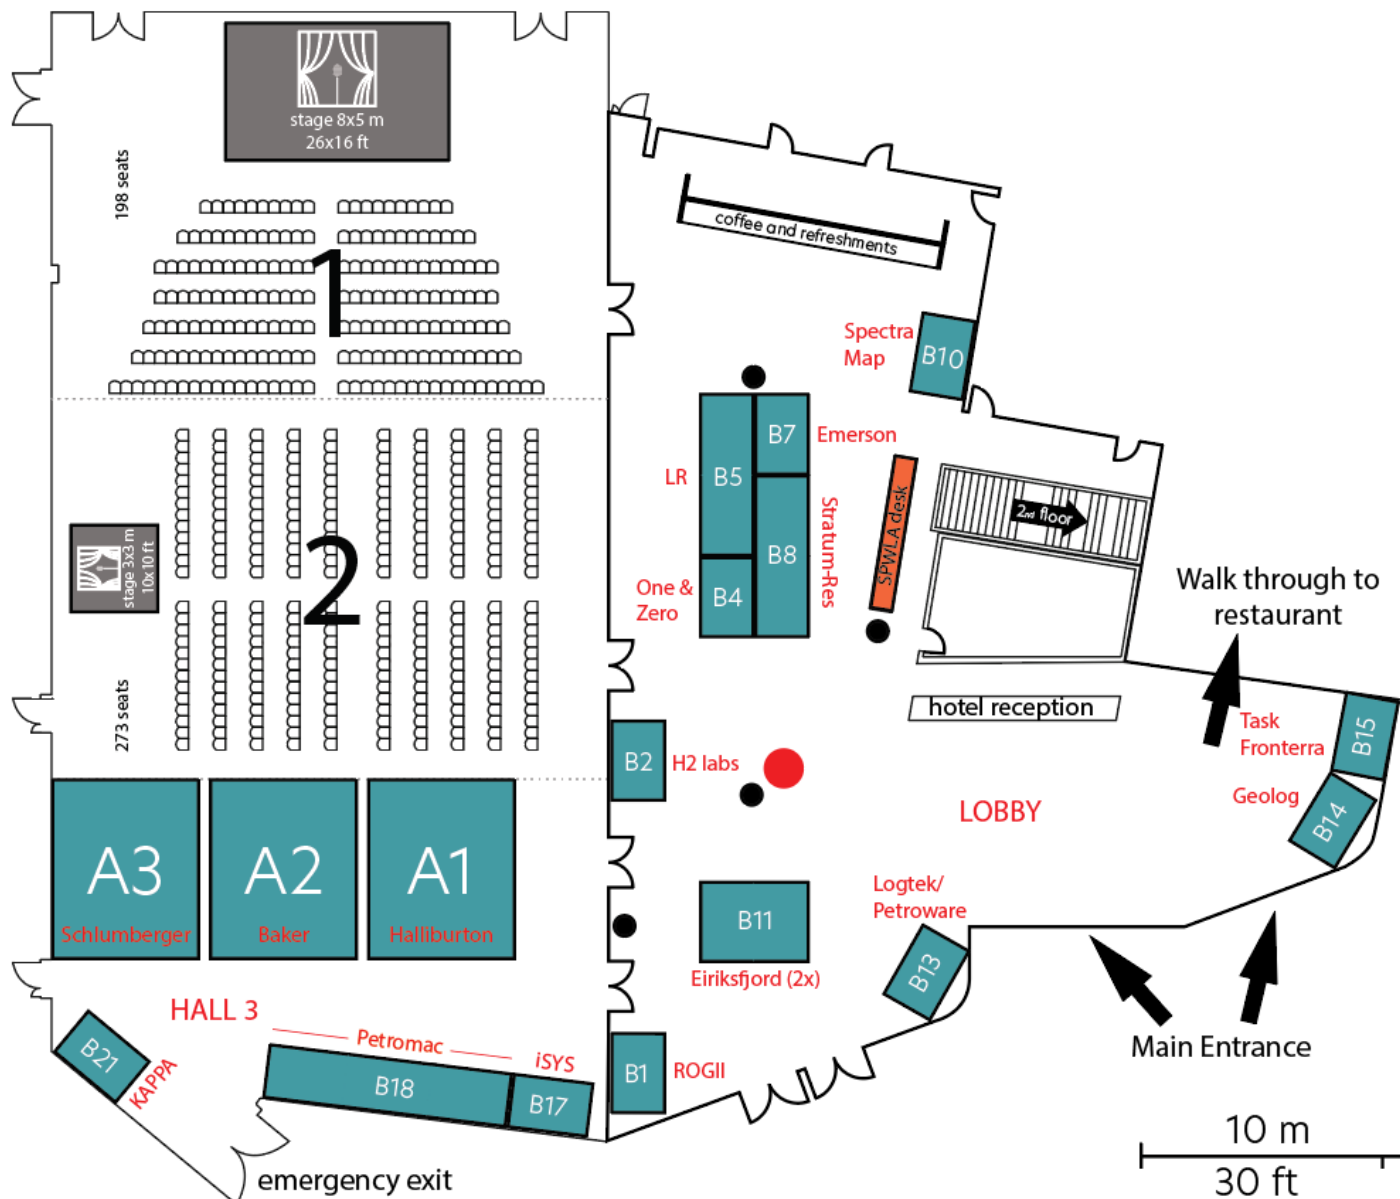 stage 8x5 m
26x16 ft
198 seats
1
coffee and refreshments
Spectra
Map
B10
B7
Emerson
LR
B5
B8
Stratum-Res
SPWLA desk
2nd floor
One &
Zero
B4
stage 3x3 m
10x10 ft
2
273 seats
Walk through to
restaurant
hotel reception
B2
H2 labs
Task
Fronterra
B15
Geolog
B14
LOBBY
A3
Schlumberger
A2
Baker
A1
Halliburton
B11
Eiriksfjord (2x)
Logtek/
Petroware
B13
HALL 3
Petromac
iSYS
B21
KAPPA
B18
B17
B1
ROGII
Main Entrance
emergency exit
10 m
30 ft